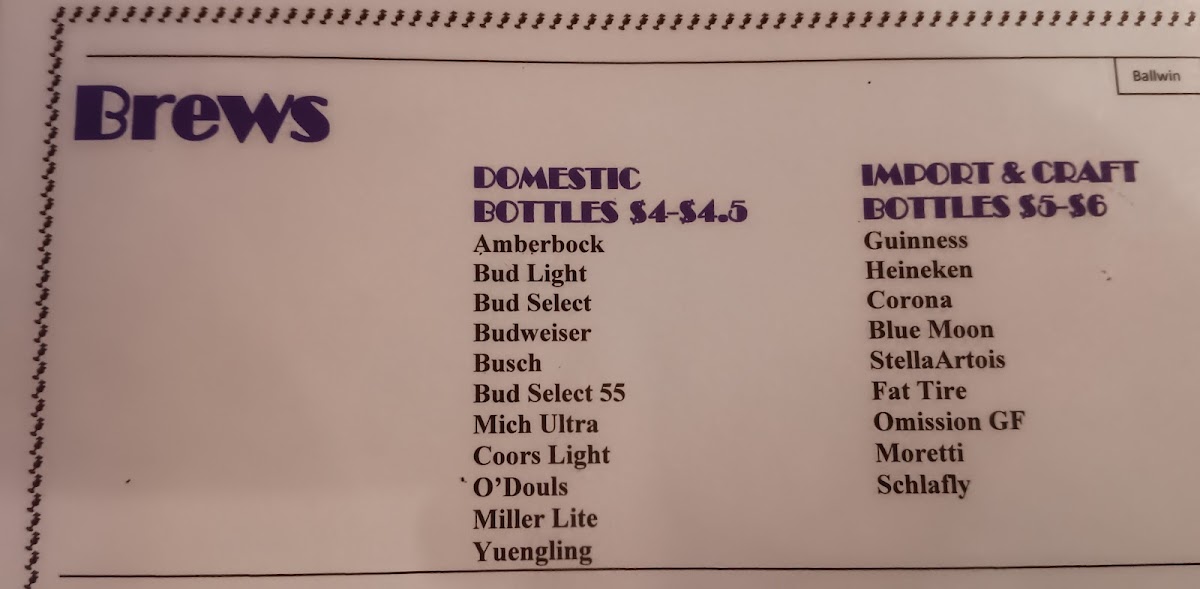 Ballwin
Brews
DOMESTIC
BOTTLES $4-$4.5
Amberbock
Bud Light
Bud Select
Budweiser
Busch
Bud Select 55
Mich Ultra
Coors Light
O’Douls
Miller Lite
Yuengling
IMPORT & CRAFT
BOTTLES $5-$6
Guinness
Heineken
Corona
Blue Moon
StellaArtois
Fat Tire
Omission GF
Moretti
Schlafly